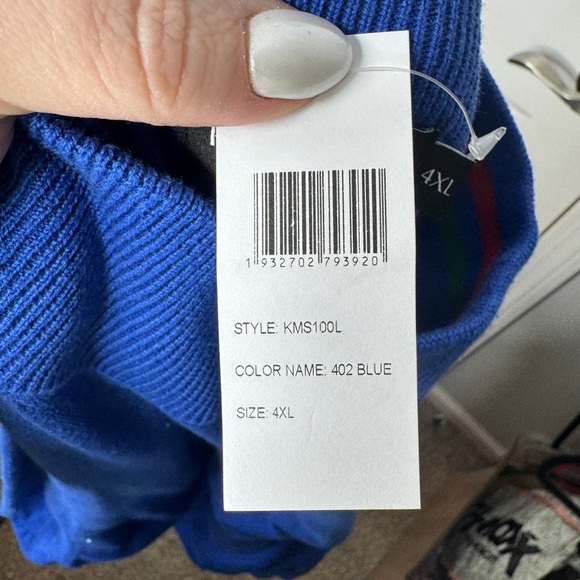 4XL
1 932702 793920
STYLE: KMS100L
COLOR NAME: 402 BLUE
SIZE: 4XL